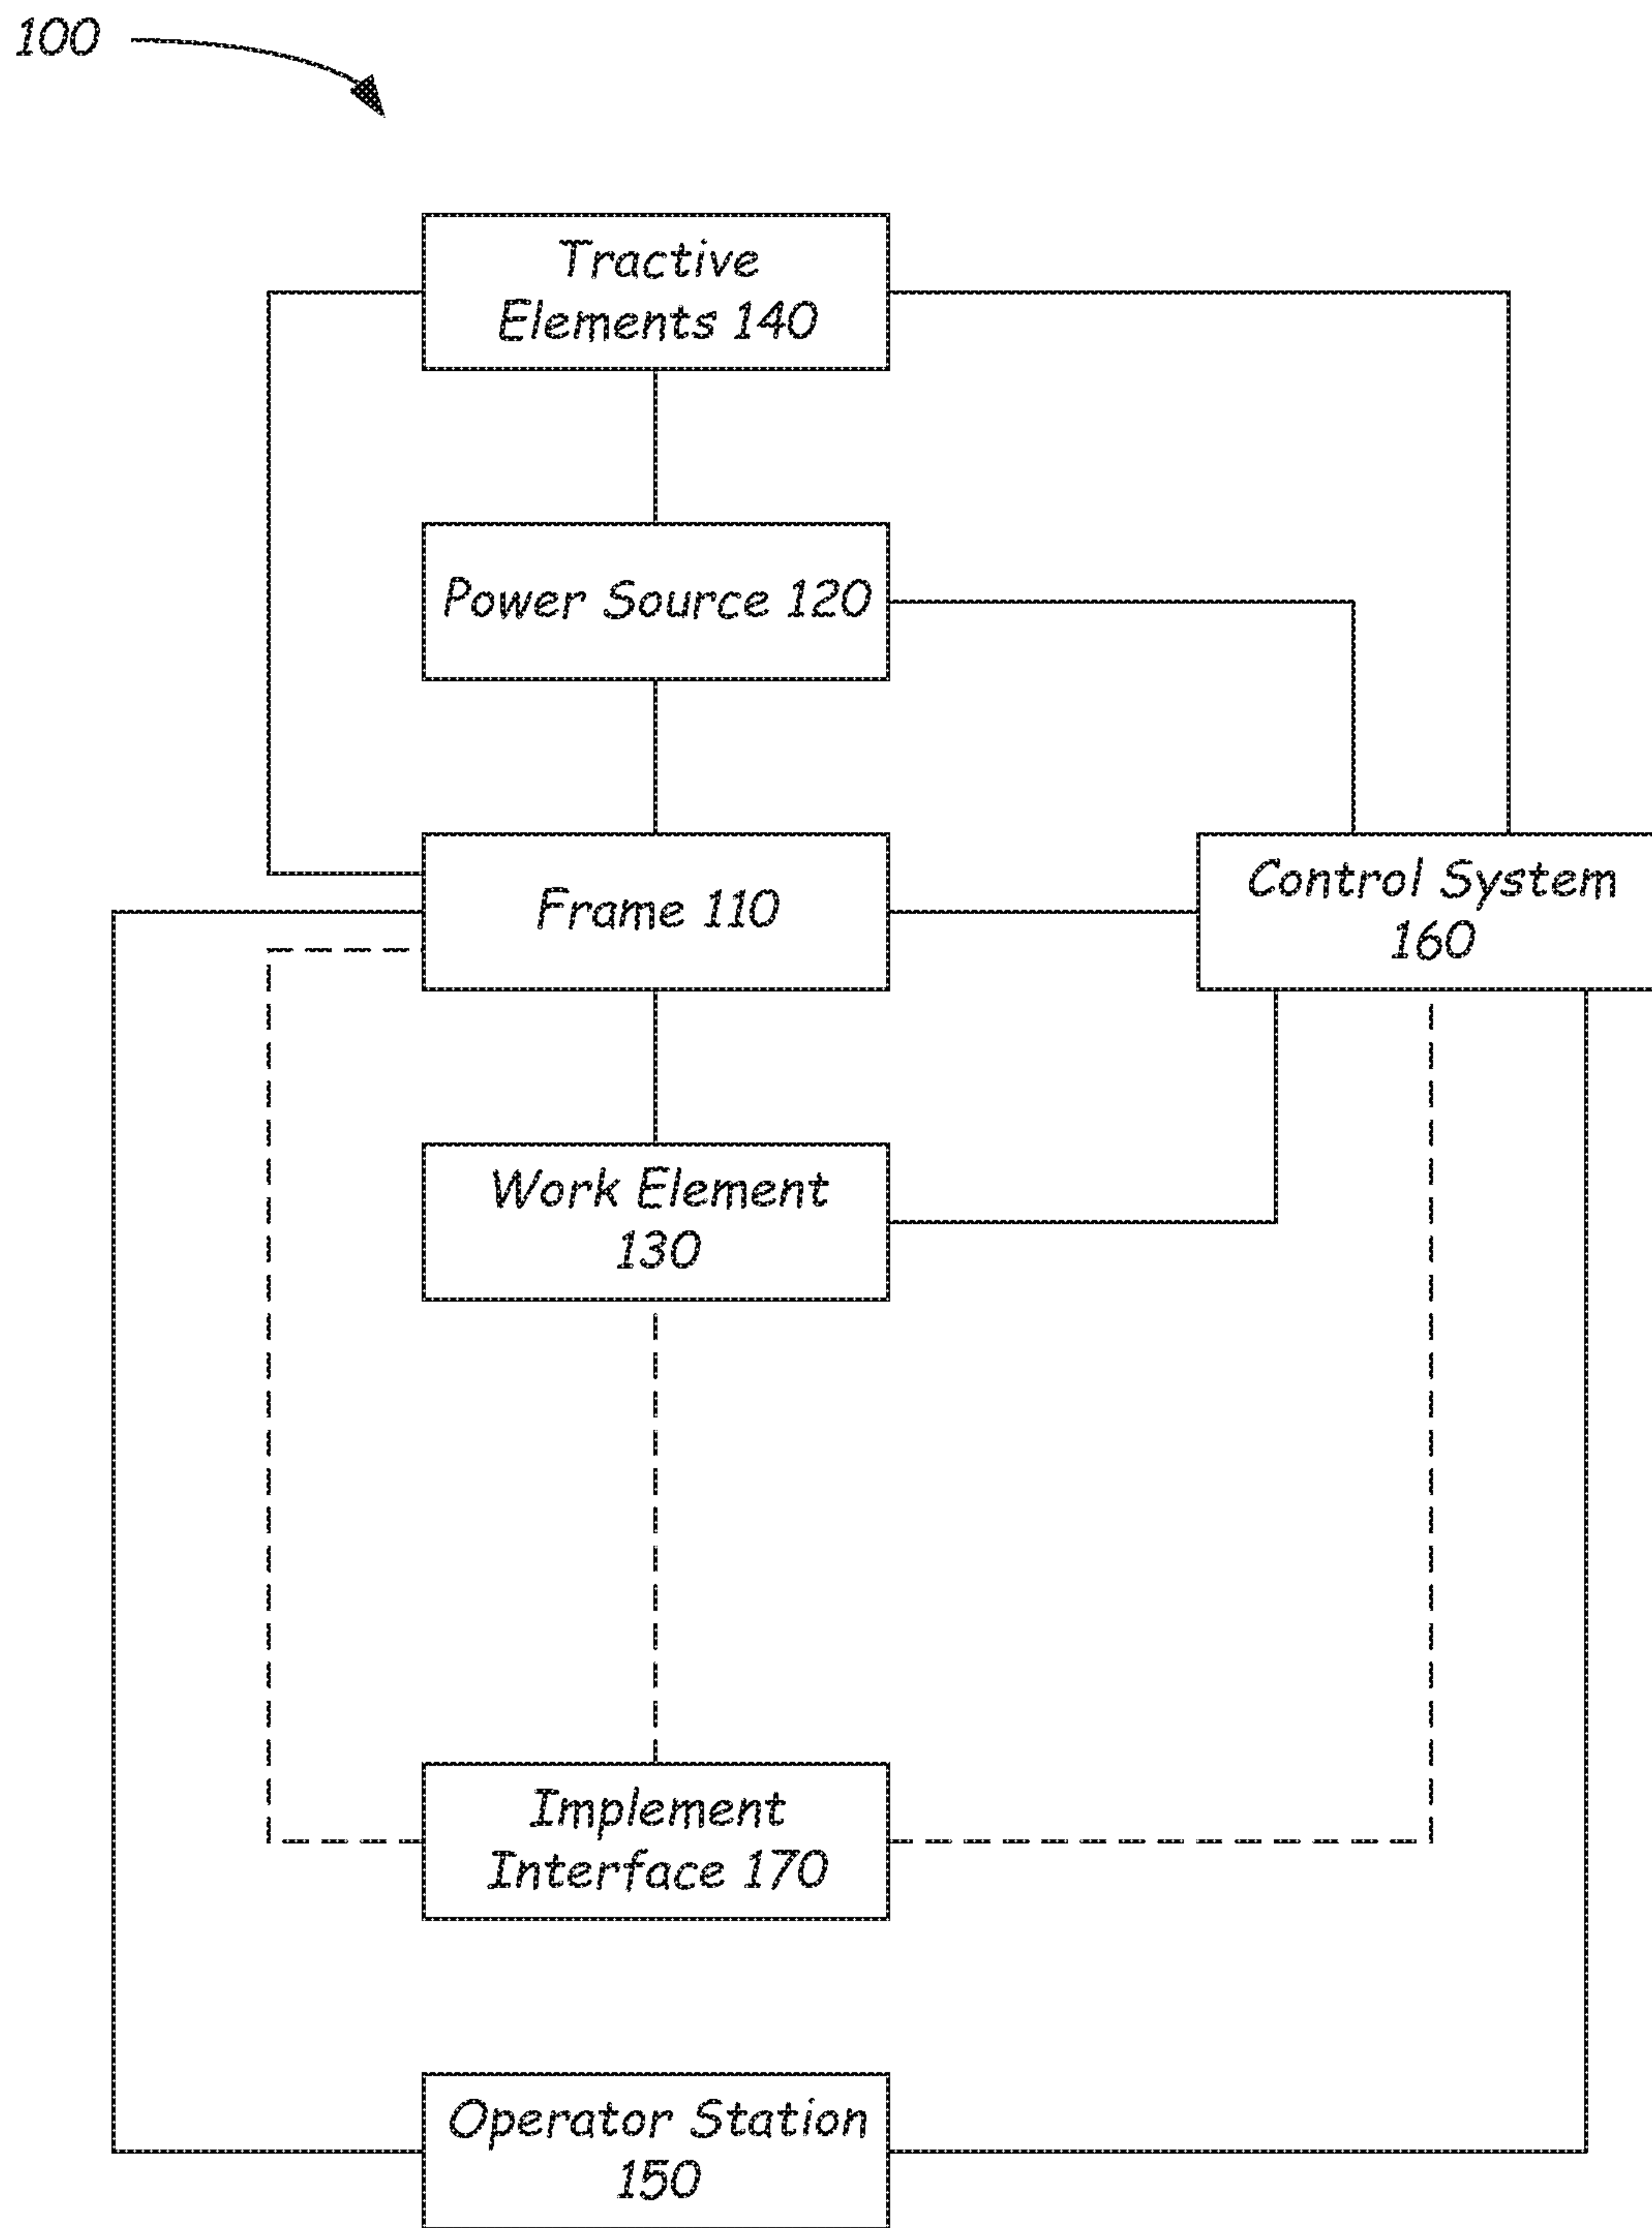 100
Tractive
Elements 140
Power Source 120
Frame 110
Control System
160
Work Element
130
Implement
Interface 170
Operator Station
150